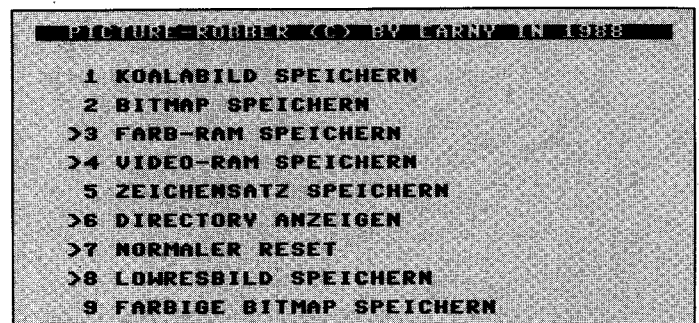 PICTURE-ROBBER (C) BY LARNY IN 1988
1 KOALABILD SPEICHERN
2 BITMAP SPEICHERN
>3 FARB-RAM SPEICHERN
>4 VIDEO-RAM SPEICHERN
5 ZEICHENSATZ SPEICHERN
>6 DIRECTORY ANZEIGEN
>7 NORMALER RESET
>8 LOWRESBILD SPEICHERN
9 FARBIGE BITMAP SPEICHERN